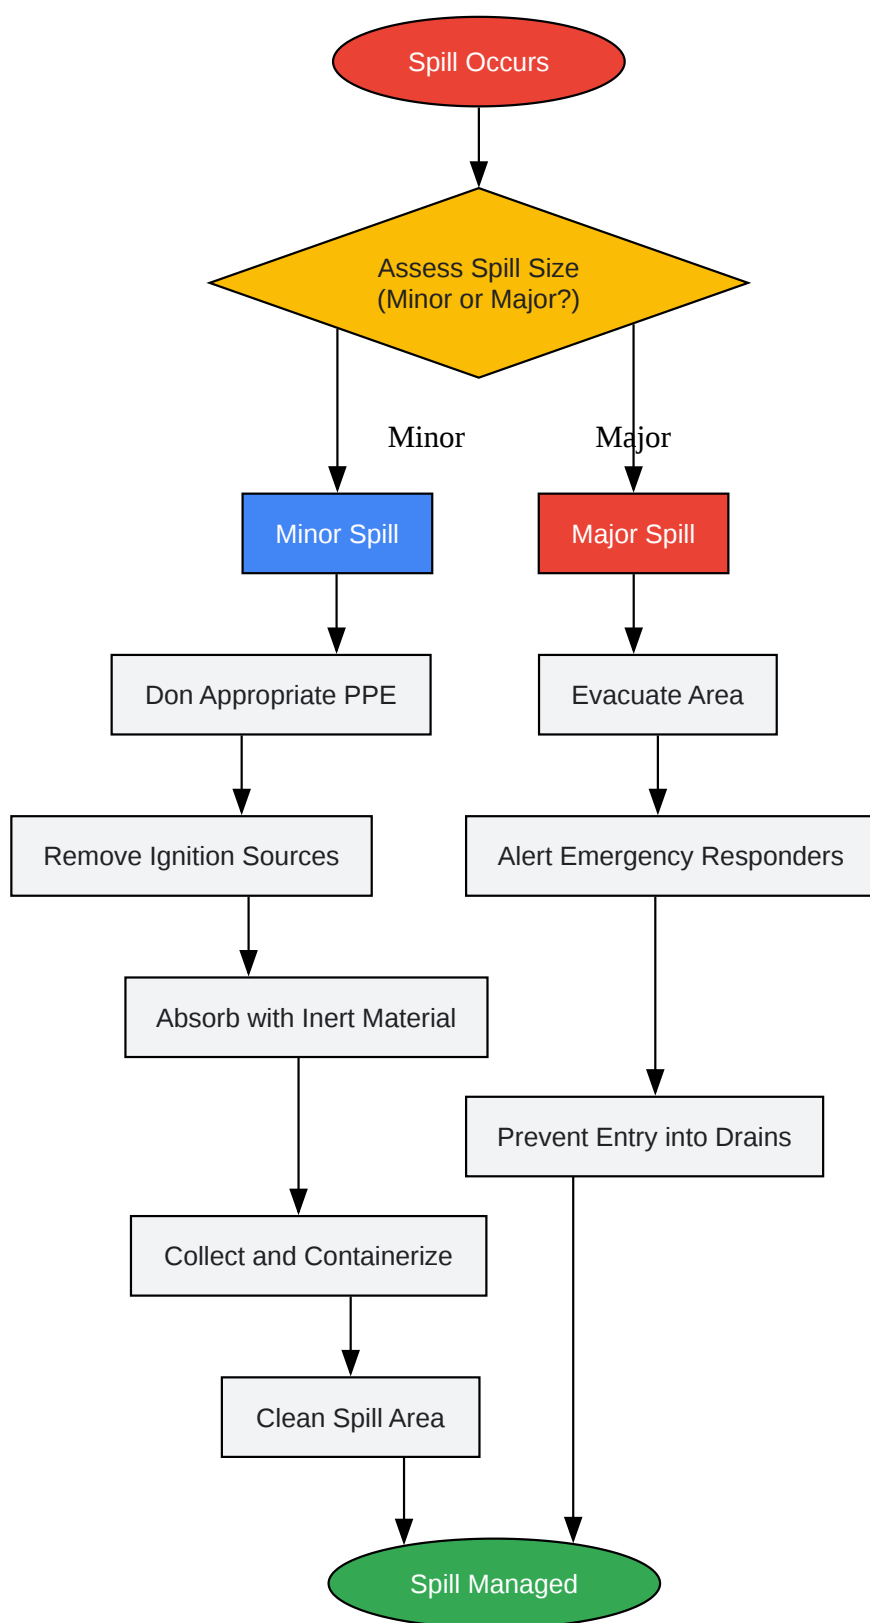 Spill Occurs
Assess Spill Size
(Minor or Major?)
Minor
Major
Minor Spill
Major Spill
Don Appropriate PPE
Evacuate Area
Remove Ignition Sources
Alert Emergency Responders
Absorb with Inert Material
Prevent Entry into Drains
Collect and Containerize
Clean Spill Area
Spill Managed